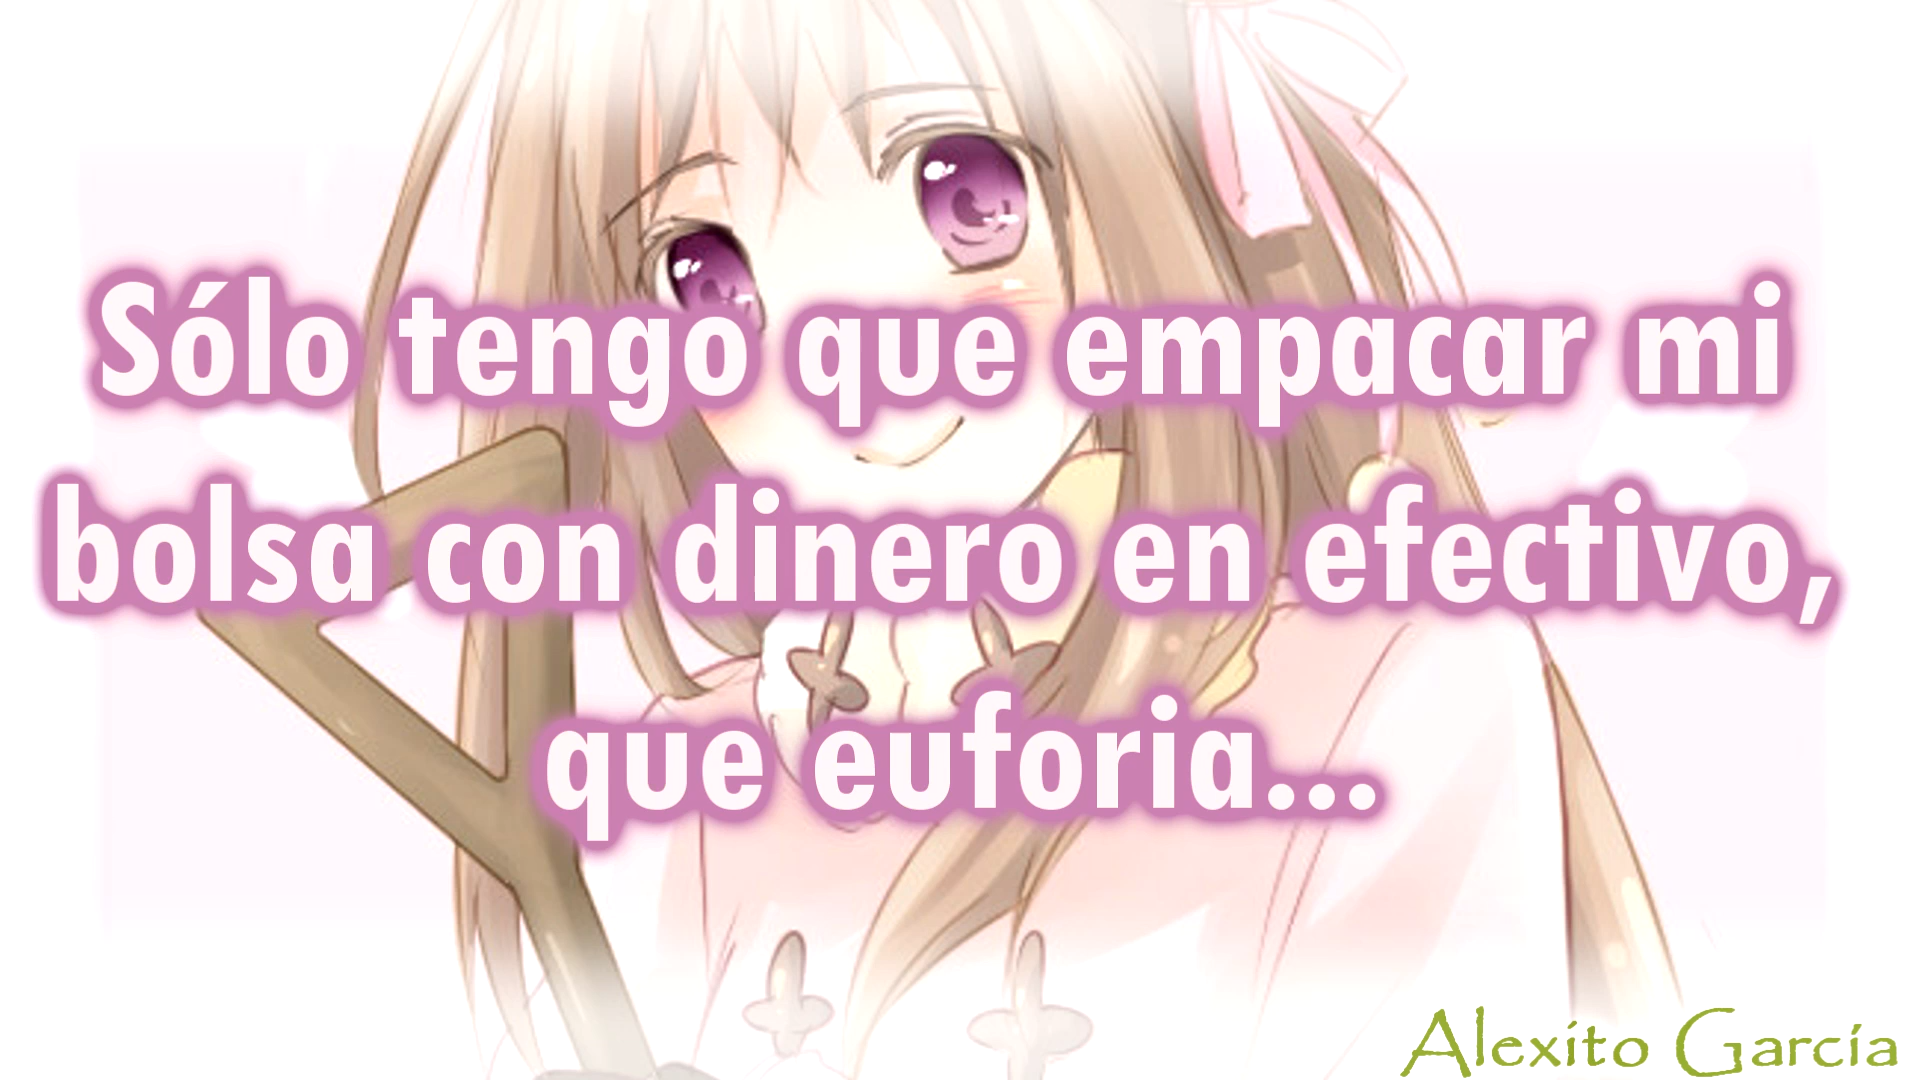 Sólo tengo que empacar mi
bolsa con dinero en efectivo,
que euforia...
Alexito García